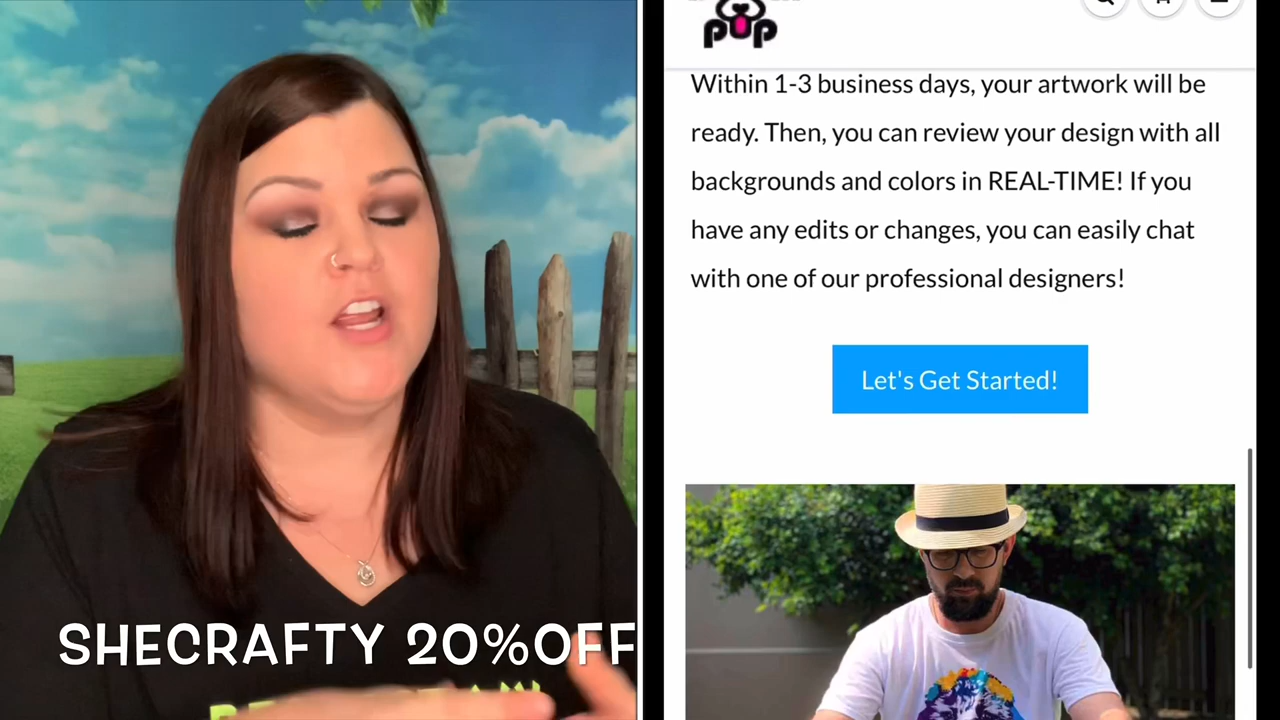 SHECRAFTY 20%OFF
pup
Within 1-3 business days, your artwork will be
ready. Then, you can review your design with all
backgrounds and colors in REAL-TIME! If you
have any edits or changes, you can easily chat
with one of our professional designers!
Let's Get Started!